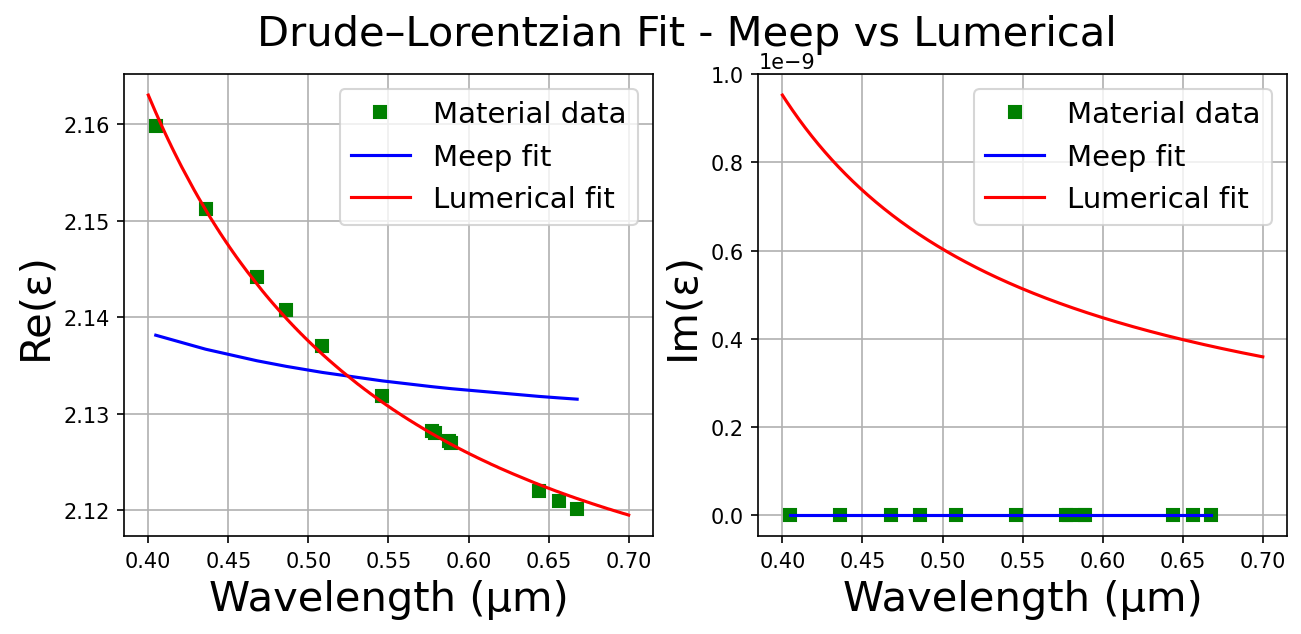 Drude–Lorentzian Fit - Meep vs Lumerical
Re(ε)
2.16
2.15
2.14
2.13
2.12
0.40 0.45 0.50 0.55 0.60 0.65 0.70
Wavelength (μm)
Material data
Meep fit
Lumerical fit
1e−9
Im(ε)
1.0
0.8
0.6
0.4
0.2
0.0
0.40 0.45 0.50 0.55 0.60 0.65 0.70
Wavelength (μm)
Material data
Meep fit
Lumerical fit